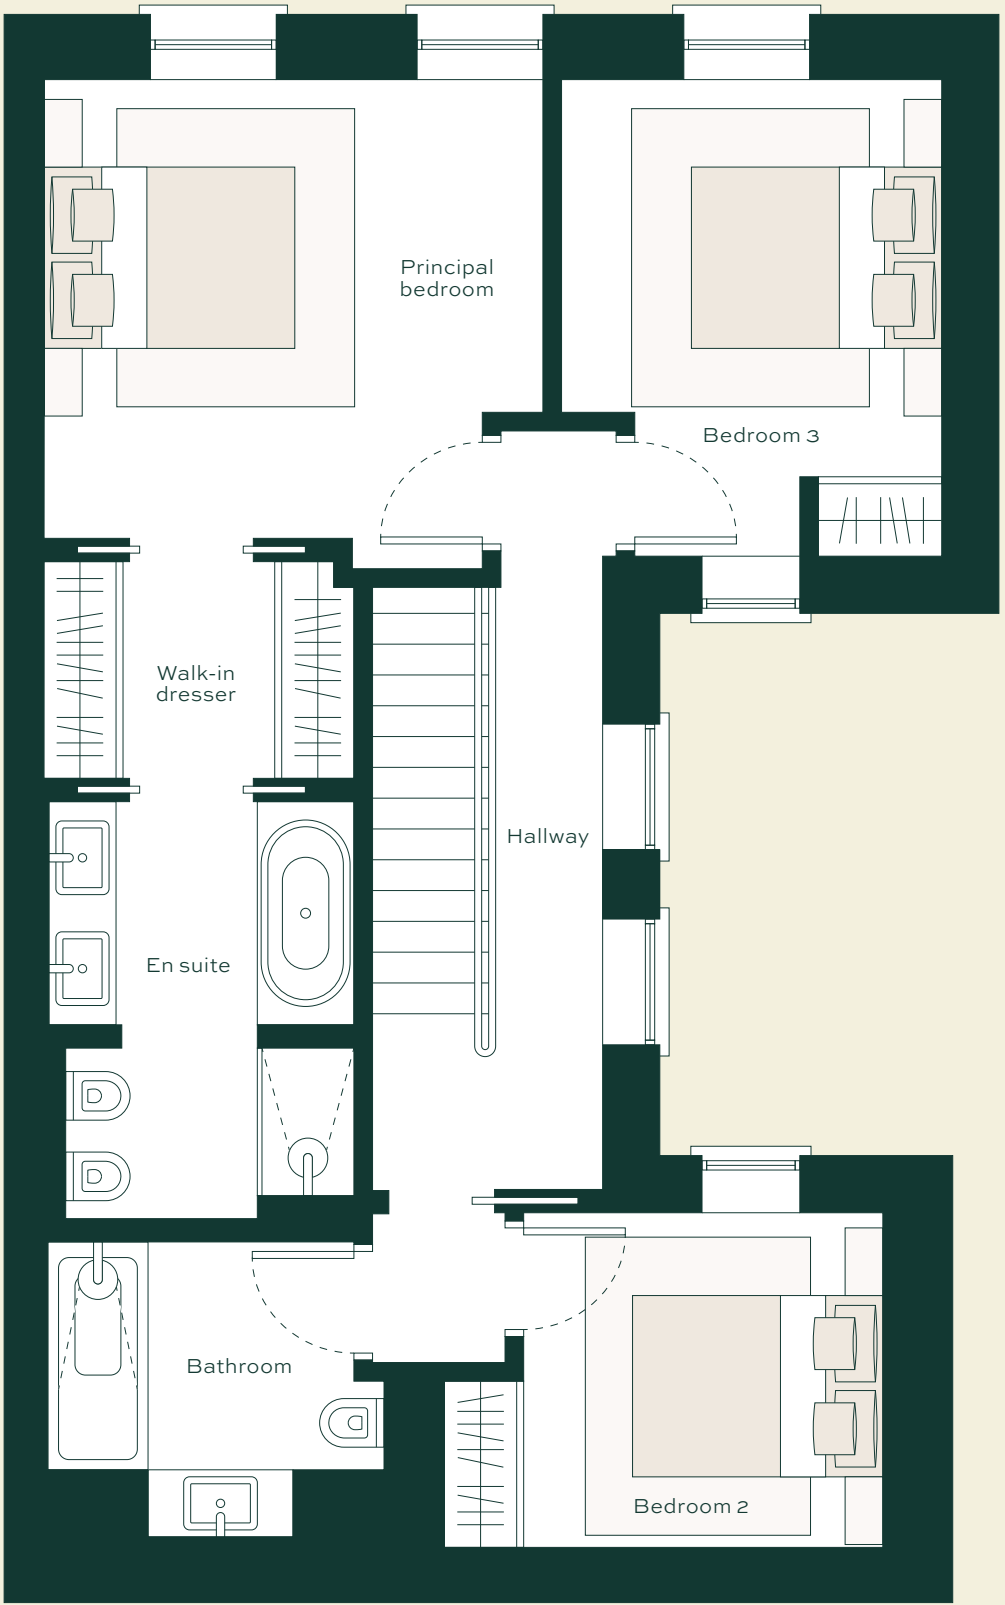 Principal
bedroom
Bedroom 3
Walk-in
dresser
Hallway
En suite
Bathroom
Bedroom 2